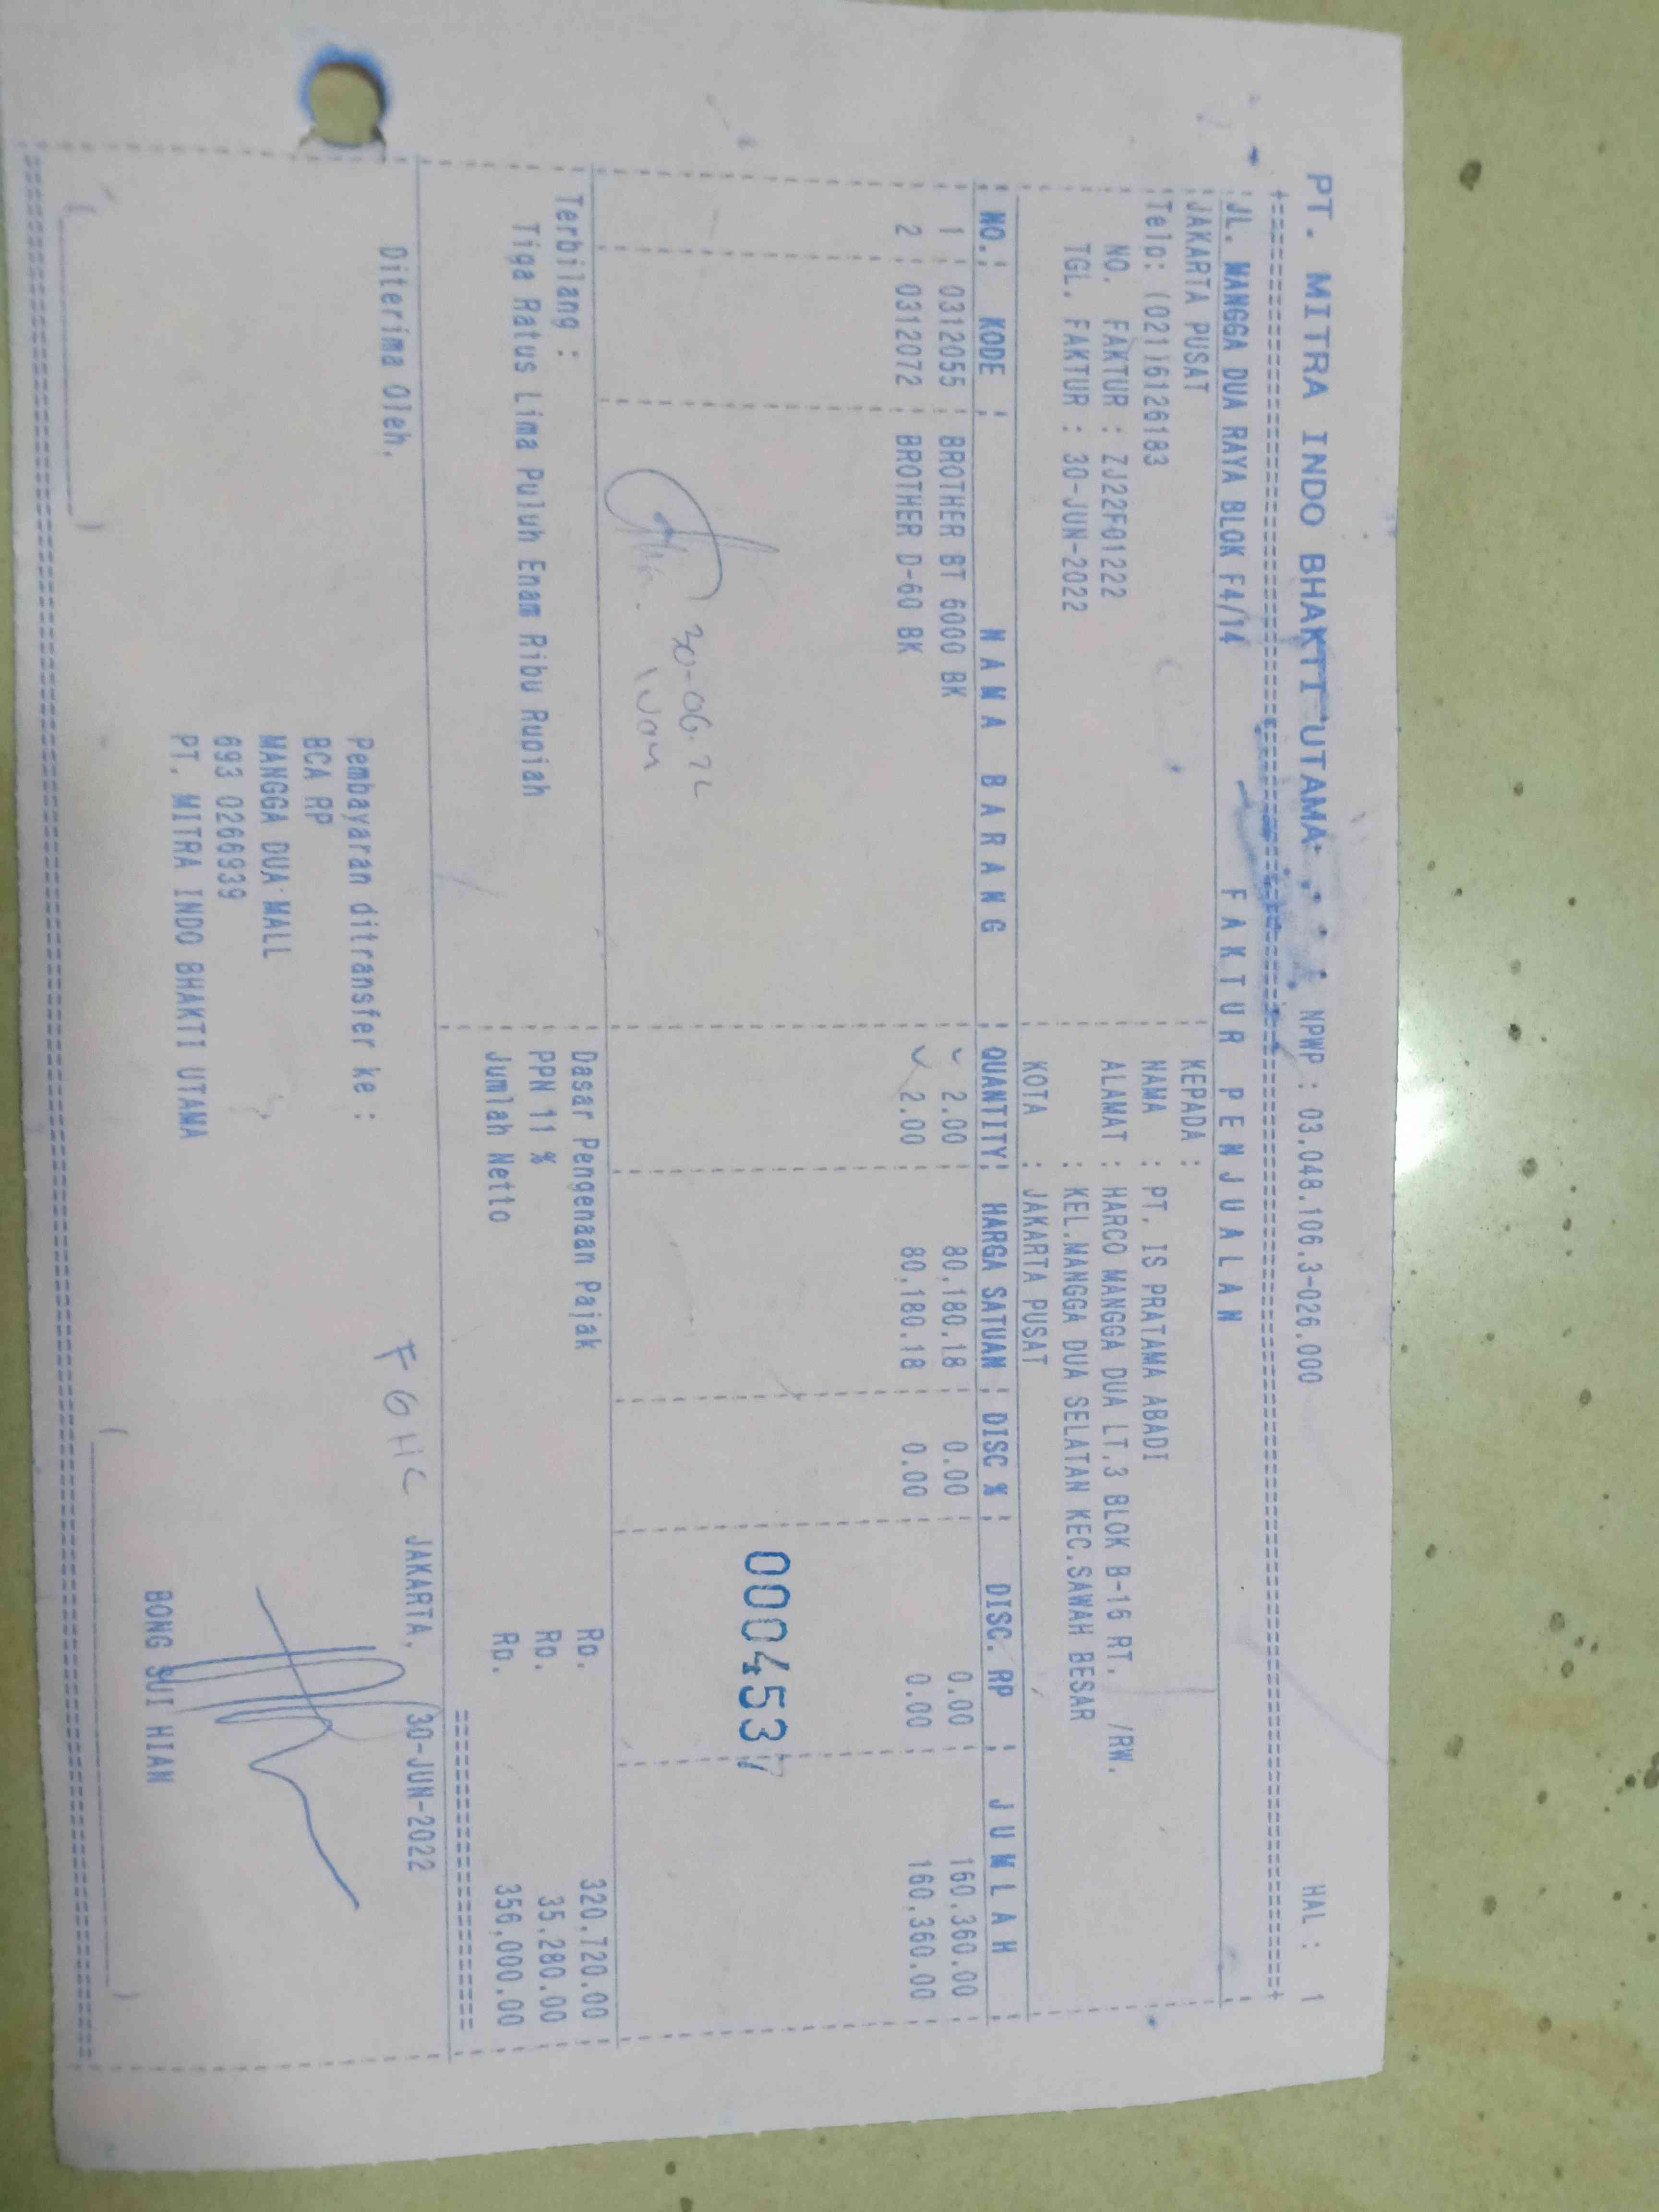 PT. MITRA INDO BHAKTI UTAMA NPWP : 03.048.106.3-026.000 HAL : 1
JL. MANGGA DUA RAYA BLOK F4/14 F A K T U R P E N J U A L A N
JAKARTA PUSAT KEPADA :
Telp: (021)6126183 NAMA : PT. IS PRATAMA ABADI
NO. FAKTUR : ZJ22F01222 ALAMAT : HARCO MANGGA DUA LT.3 BLOK B-16 RT. /RW.
TGL. FAKTUR : 30-JUN-2022 : KEL.MANGGA DUA SELATAN KEC.SAWAH BESAR
KOTA : JAKARTA PUSAT
NO. KODE N A M A B A R A N G QUANTITY HARGA SATUAN DISC % DISC. RP J U M L A H
1 0312055 BROTHER BT 6000 BK 2.00 80,180.18 0.00 0.00 160,360.00
2 0312072 BROTHER D-60 BK 2.00 80,180.18 0.00 0.00 160,360.00
0004537
30-06-22
Terbilang : Dasar Pengenaan Pajak Rp. 320,720.00
Tiga Ratus Lima Puluh Enam Ribu Rupiah PPN 11 % Rp. 35,280.00
Jumlah Netto Rp. 356,000.00
Diterima Oleh, JAKARTA, 30-JUN-2022
Pembayaran ditransfer ke :
BCA RP
MANGGA DUA MALL
693 0266939
PT. MITRA INDO BHAKTI UTAMA
BONG SUI HIAN